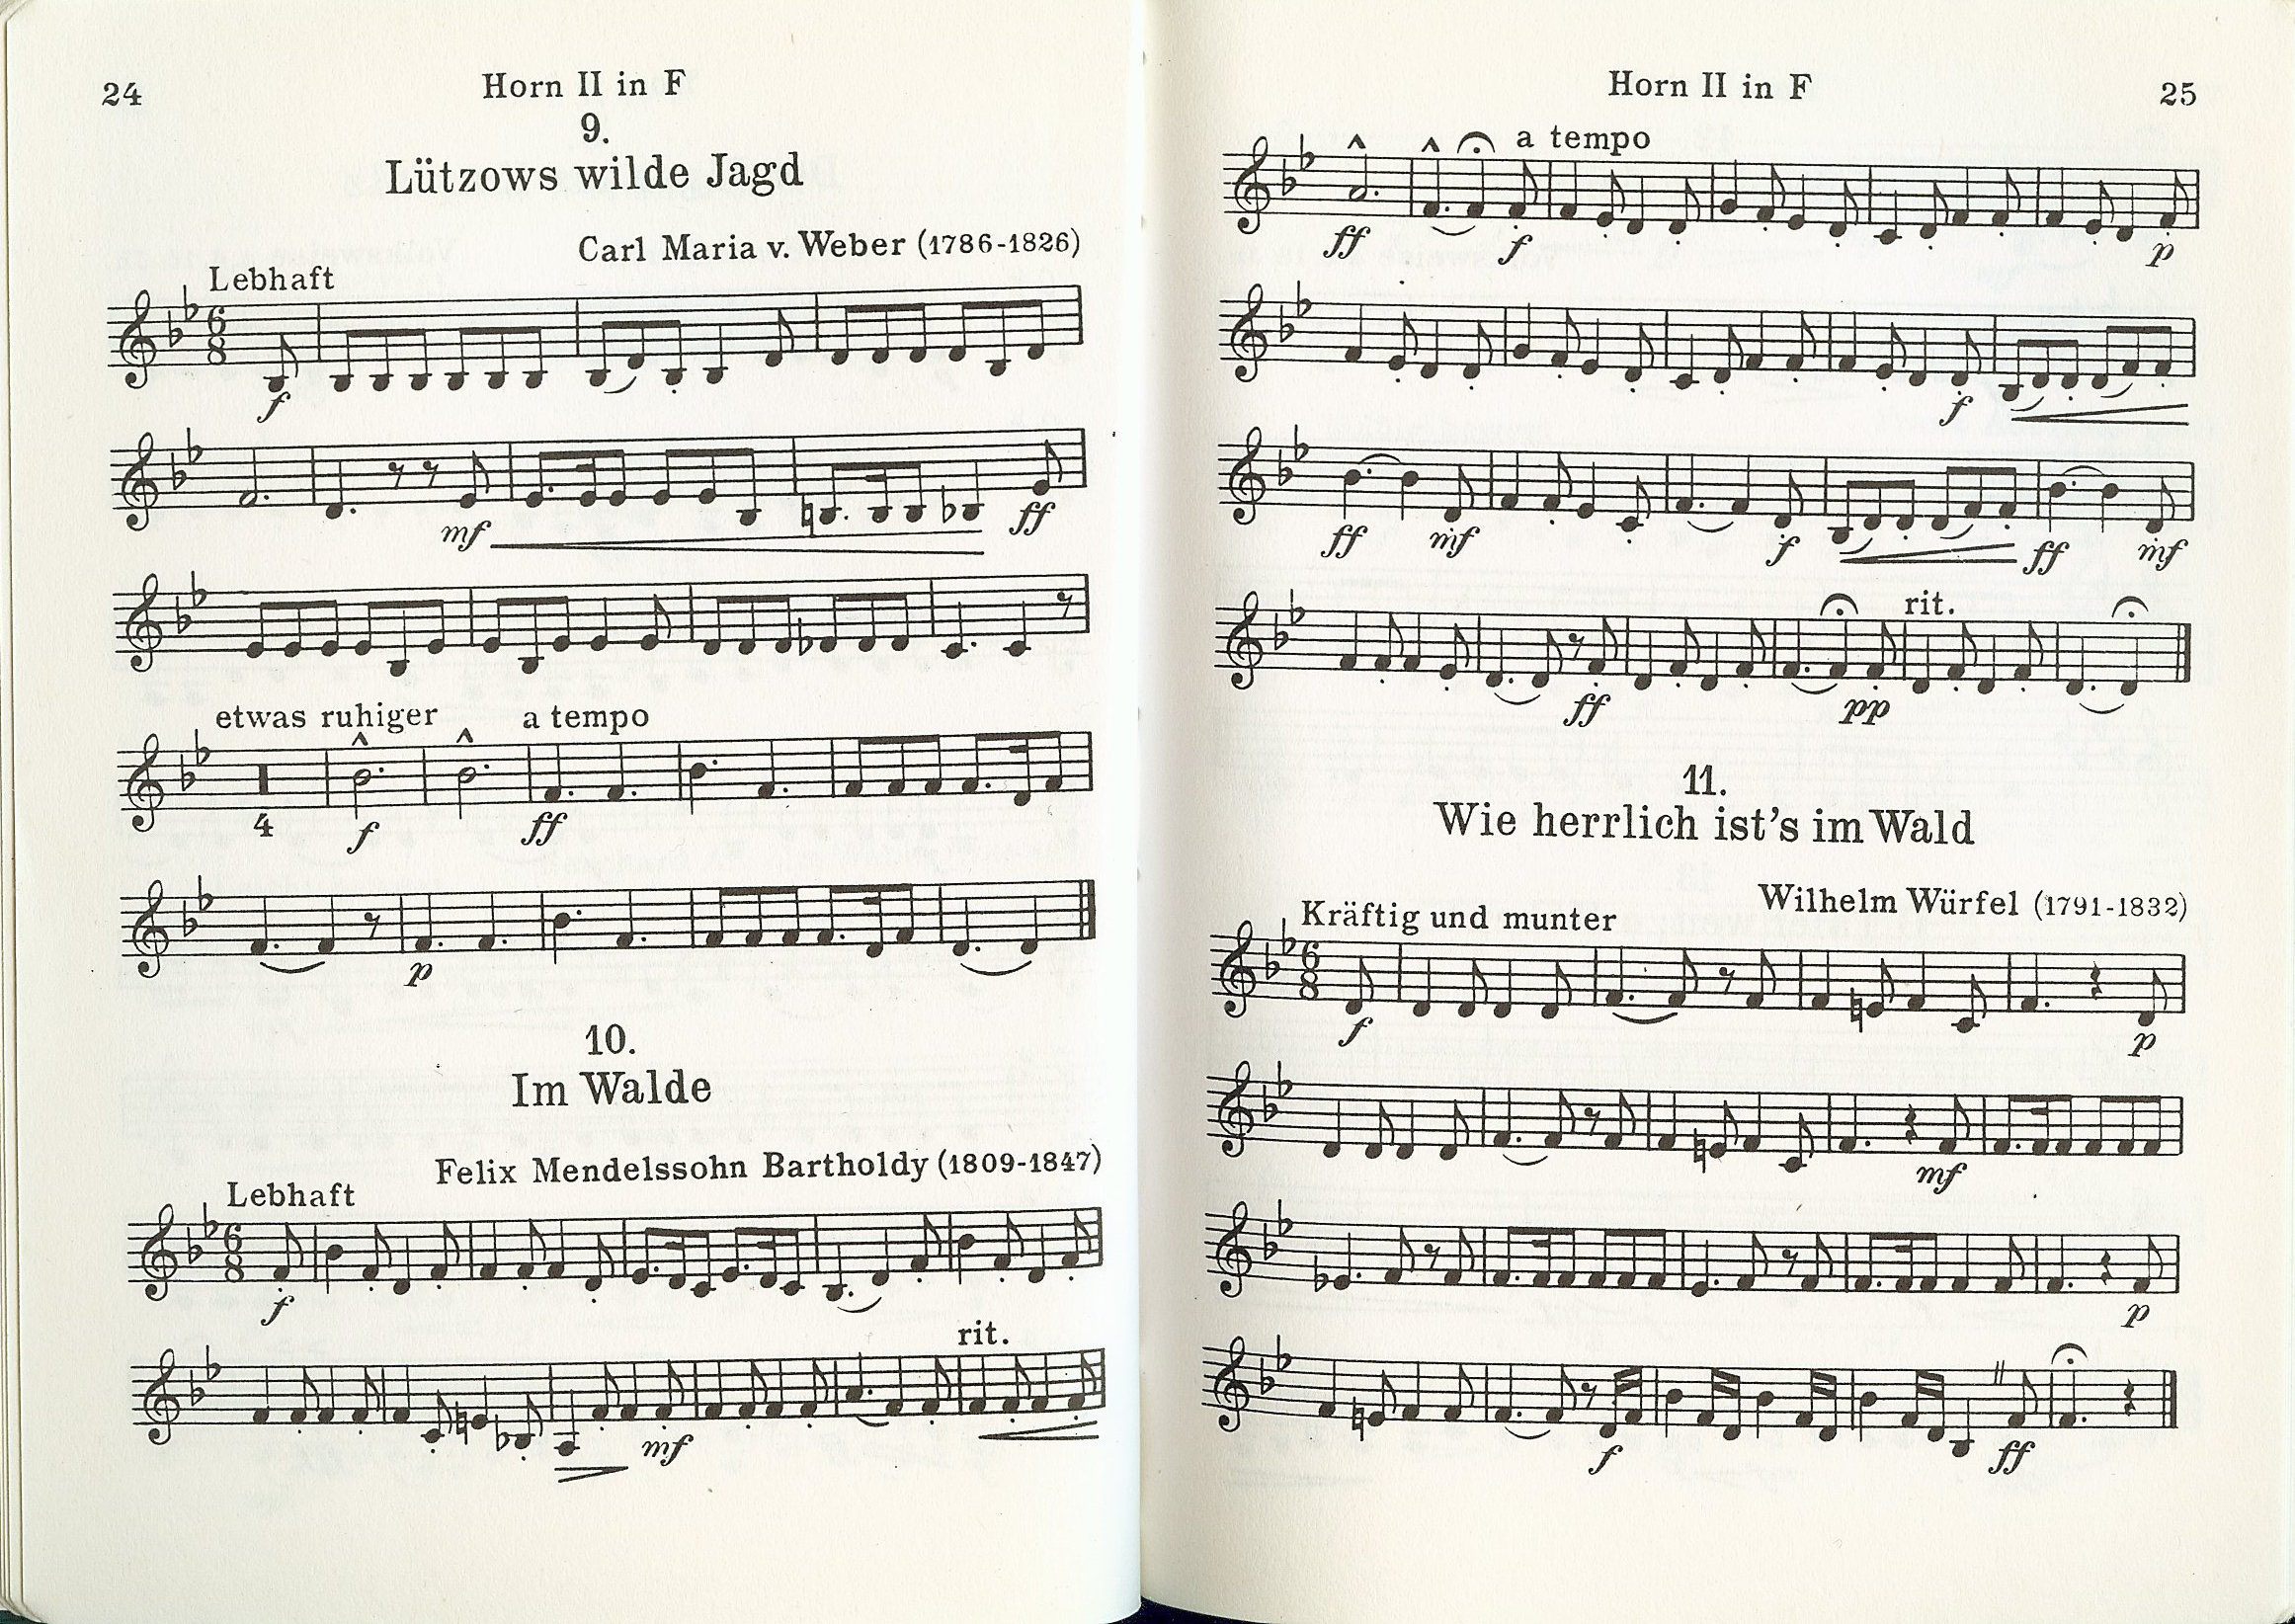 24
Horn II in F
9.
Lützows wilde Jagd
Carl Maria v. Weber (1786-1826)
Lebhaft
6
8
f
mf
ff
etwas ruhiger
a tempo
4
f
ff
p
10.
Im Walde
Felix Mendelssohn Bartholdy (1809-1847)
Lebhaft
6
8
f
rit.
mf
Horn II in F
25
a tempo
ff
f
p
f
ff
mf
f
ff
mf
rit.
ff
pp
11.
Wie herrlich ist's im Wald
Wilhelm Würfel (1791-1832)
Kräftig und munter
6
8
f
p
mf
p
f
ff